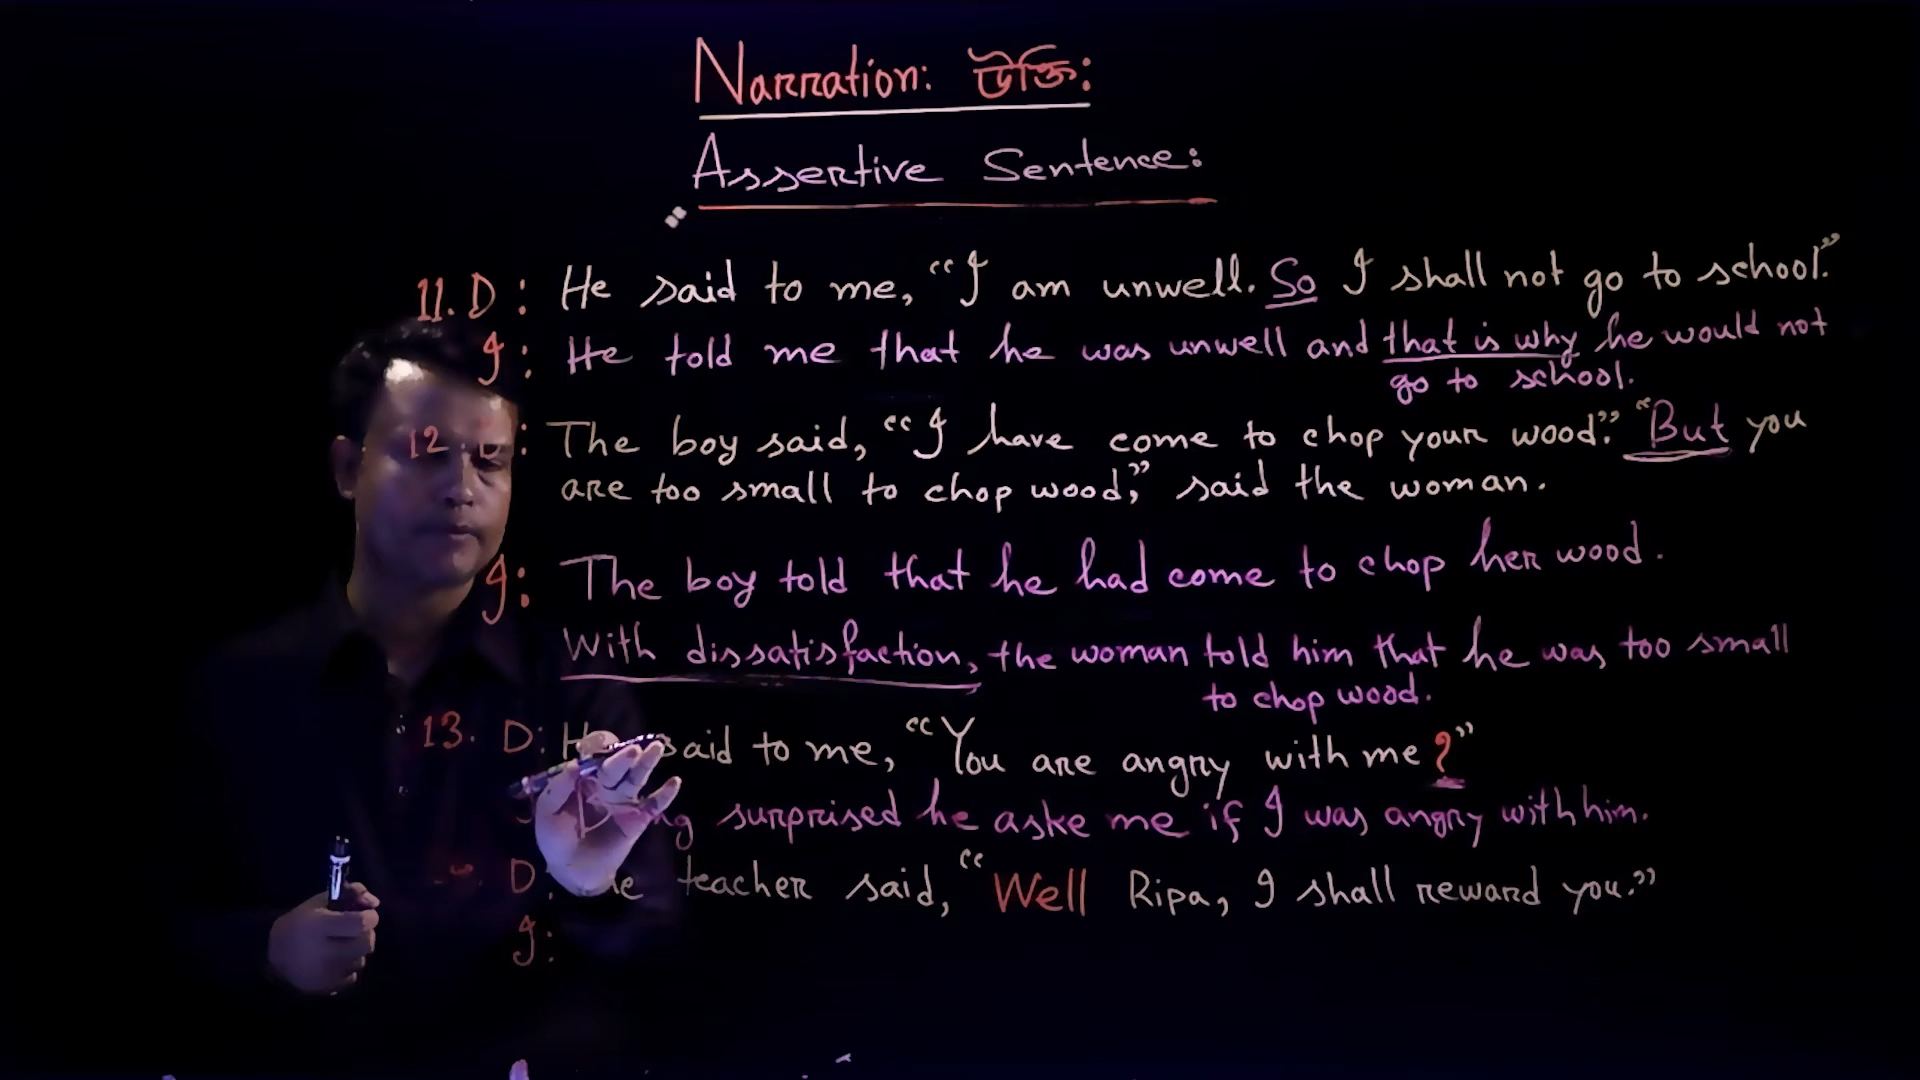 Narration: উক্তি:
Assertive Sentence:
11. D: He said to me, “I am unwell. So I shall not go to school.”
I: He told me that he was unwell and that is why he would not
go to school.
12. D: The boy said, “I have come to chop your wood.” “But you
are too small to chop wood,” said the woman.
I: The boy told that he had come to chop her wood.
With dissatisfaction, the woman told him that he was too small
to chop wood.
13. D: said to me, “You are angry with me?”
surprised he aske me if I was angry with him.
D: teacher said, “Well Ripa, I shall reward you.”
I: